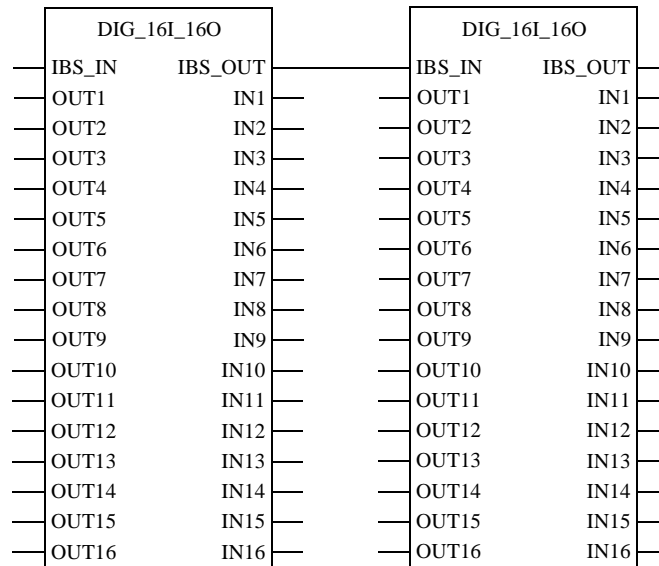 DIG_16I_16O DIG_16I_16O
IBS_IN IBS_OUT IBS_IN IBS_OUT
OUT1 IN1 OUT1 IN1
OUT2 IN2 OUT2 IN2
OUT3 IN3 OUT3 IN3
OUT4 IN4 OUT4 IN4
OUT5 IN5 OUT5 IN5
OUT6 IN6 OUT6 IN6
OUT7 IN7 OUT7 IN7
OUT8 IN8 OUT8 IN8
OUT9 IN9 OUT9 IN9
OUT10 IN10 OUT10 IN10
OUT11 IN11 OUT11 IN11
OUT12 IN12 OUT12 IN12
OUT13 IN13 OUT13 IN13
OUT14 IN14 OUT14 IN14
OUT15 IN15 OUT15 IN15
OUT16 IN16 OUT16 IN16